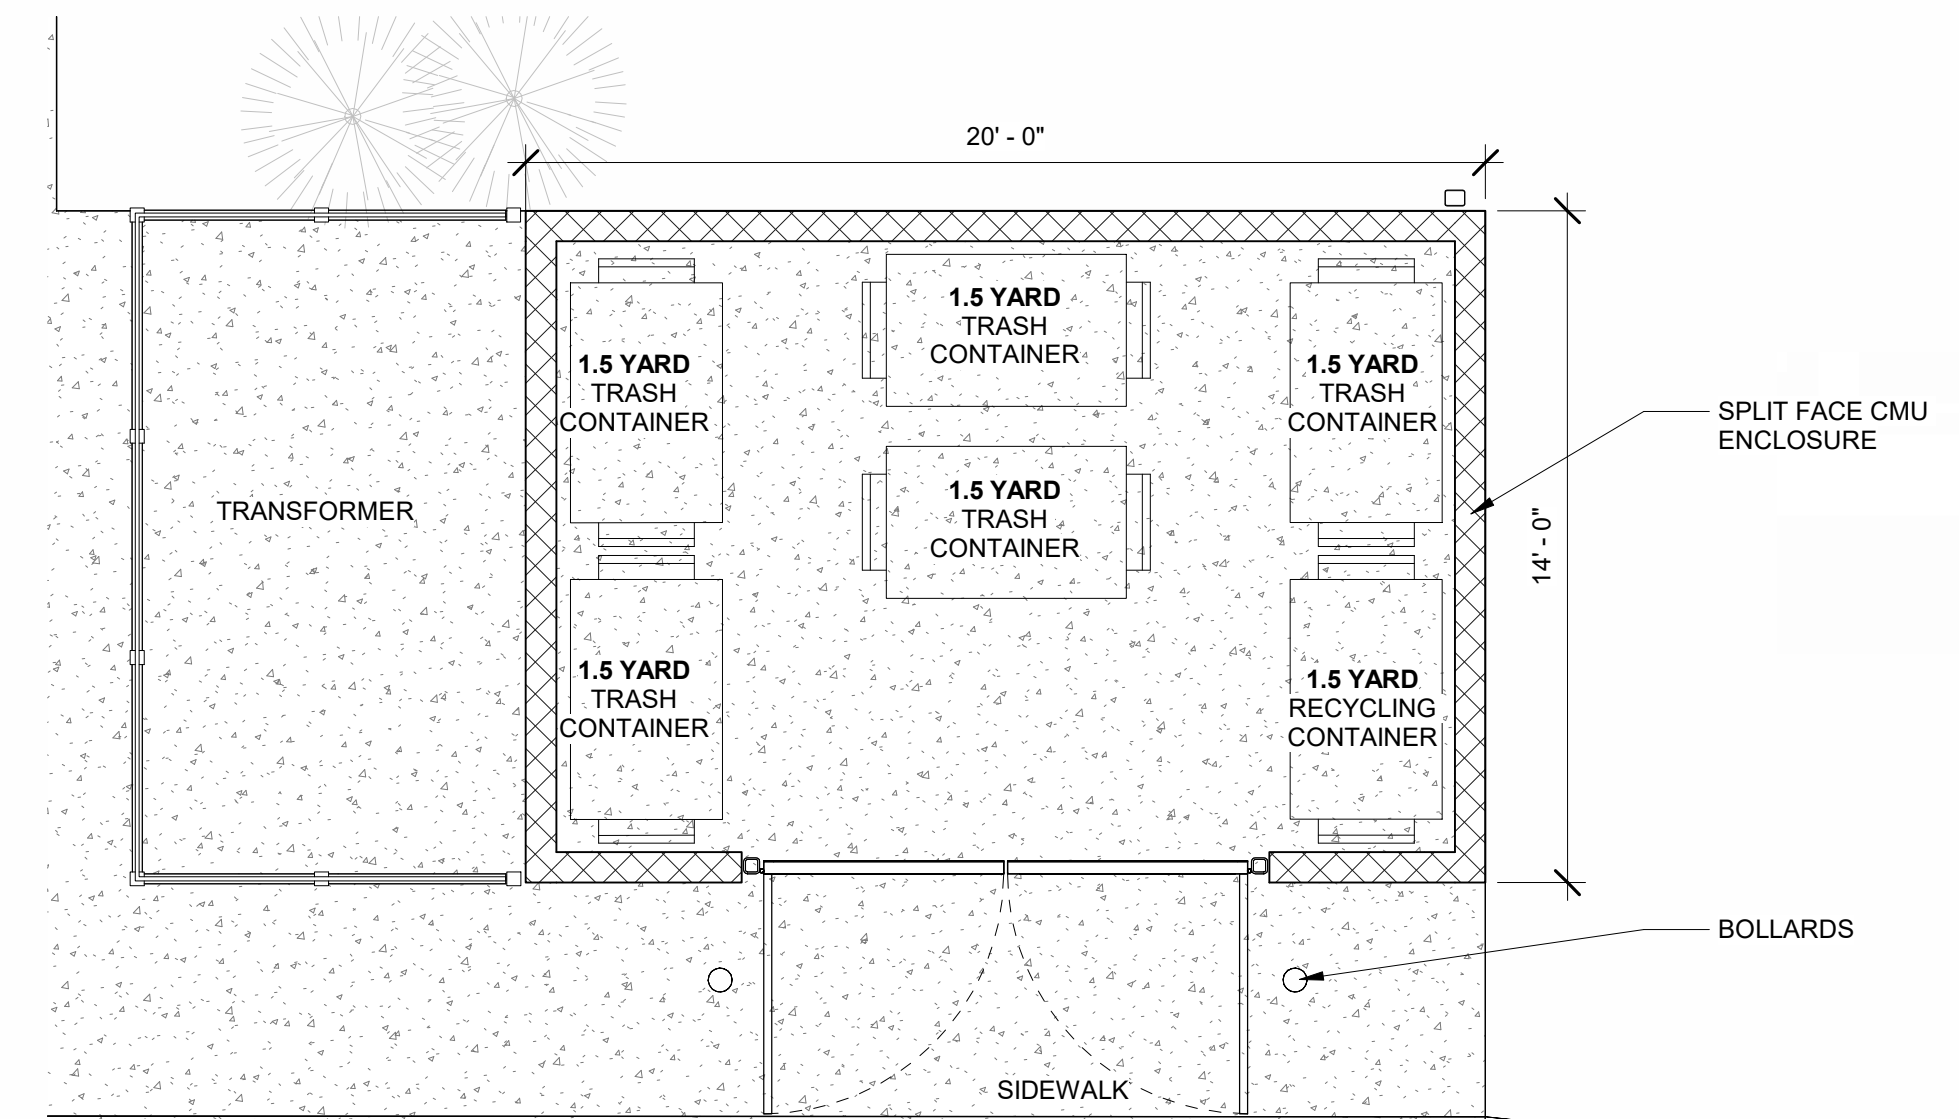 20' - 0"
1.5 YARD
TRASH
CONTAINER
1.5 YARD
TRASH
CONTAINER
1.5 YARD
TRASH
CONTAINER
SPLIT FACE CMU
ENCLOSURE
TRANSFORMER
1.5 YARD
TRASH
CONTAINER
14' - 0"
1.5 YARD
TRASH
CONTAINER
1.5 YARD
RECYCLING
CONTAINER
BOLLARDS
SIDEWALK